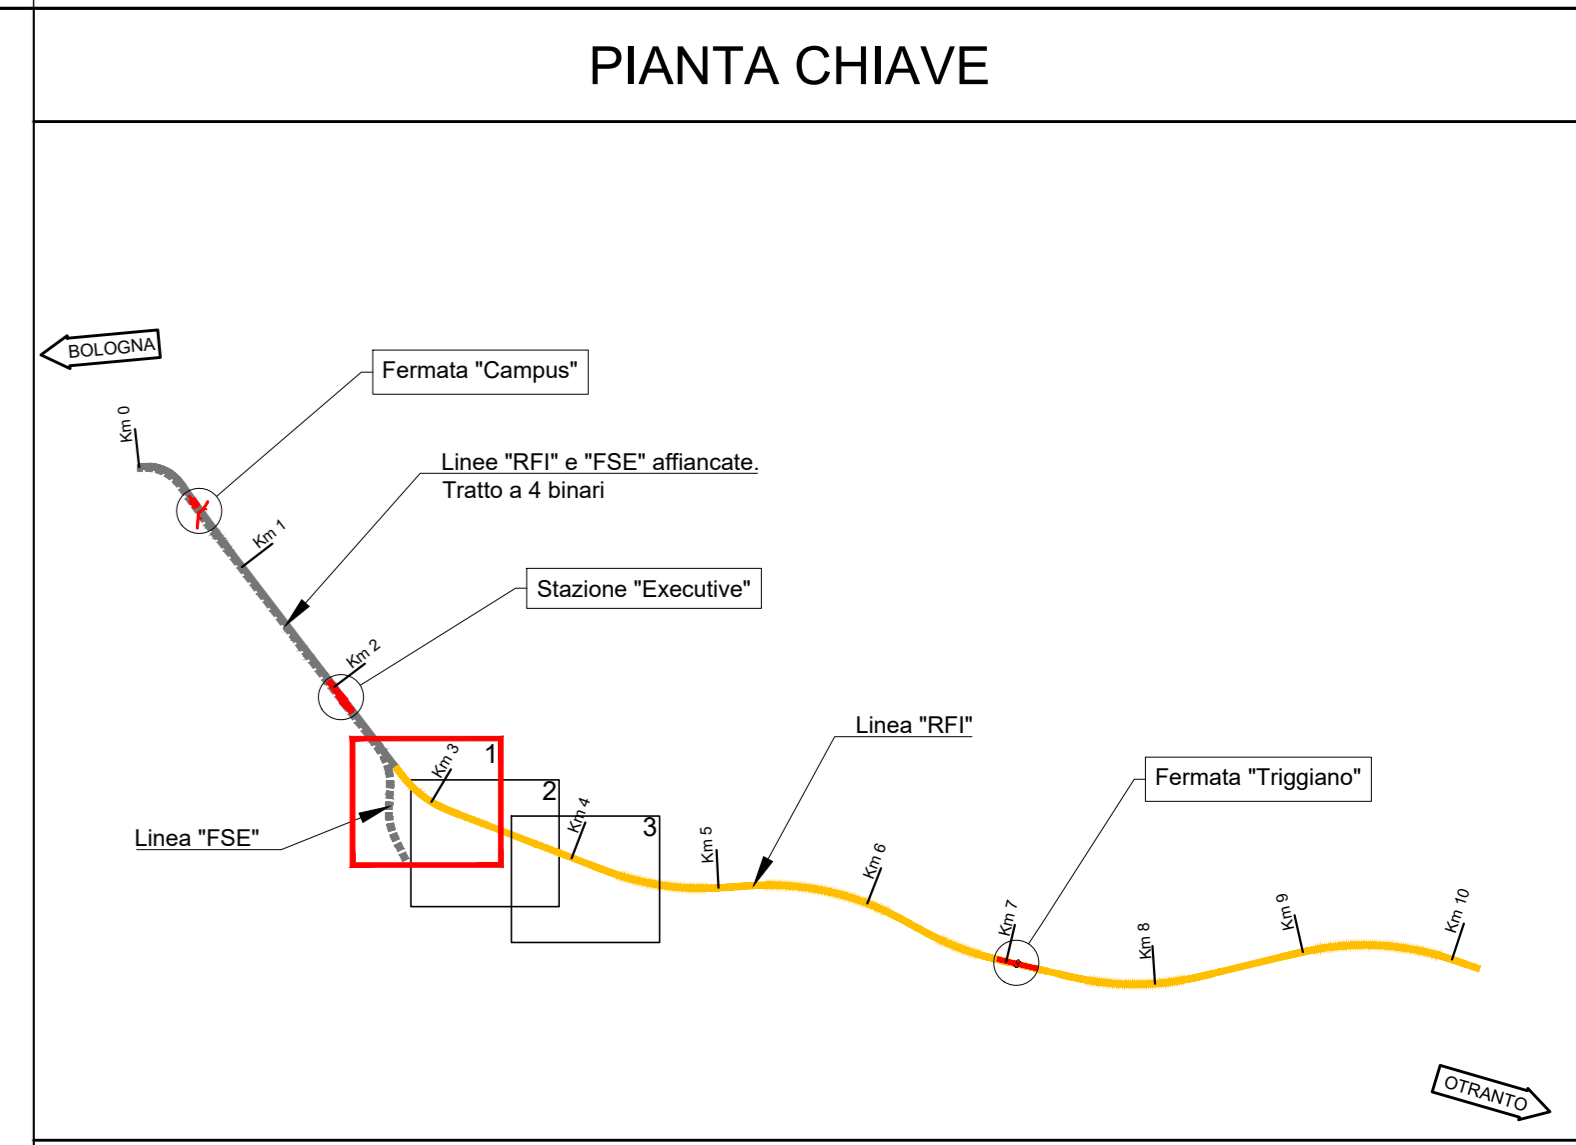 PIANTA CHIAVE
BOLOGNA
Fermata "Campus"
Km 0
Linee "RFI" e "FSE" affiancate.
Tratto a 4 binari
Km 1
Stazione "Executive"
Km 2
Linea "RFI"
1
Km 3
Fermata "Triggiano"
2
Km 4
3
Linea "FSE"
Km 5
Km 6
Km 7
Km 8
Km 9
Km 10
OTRANTO